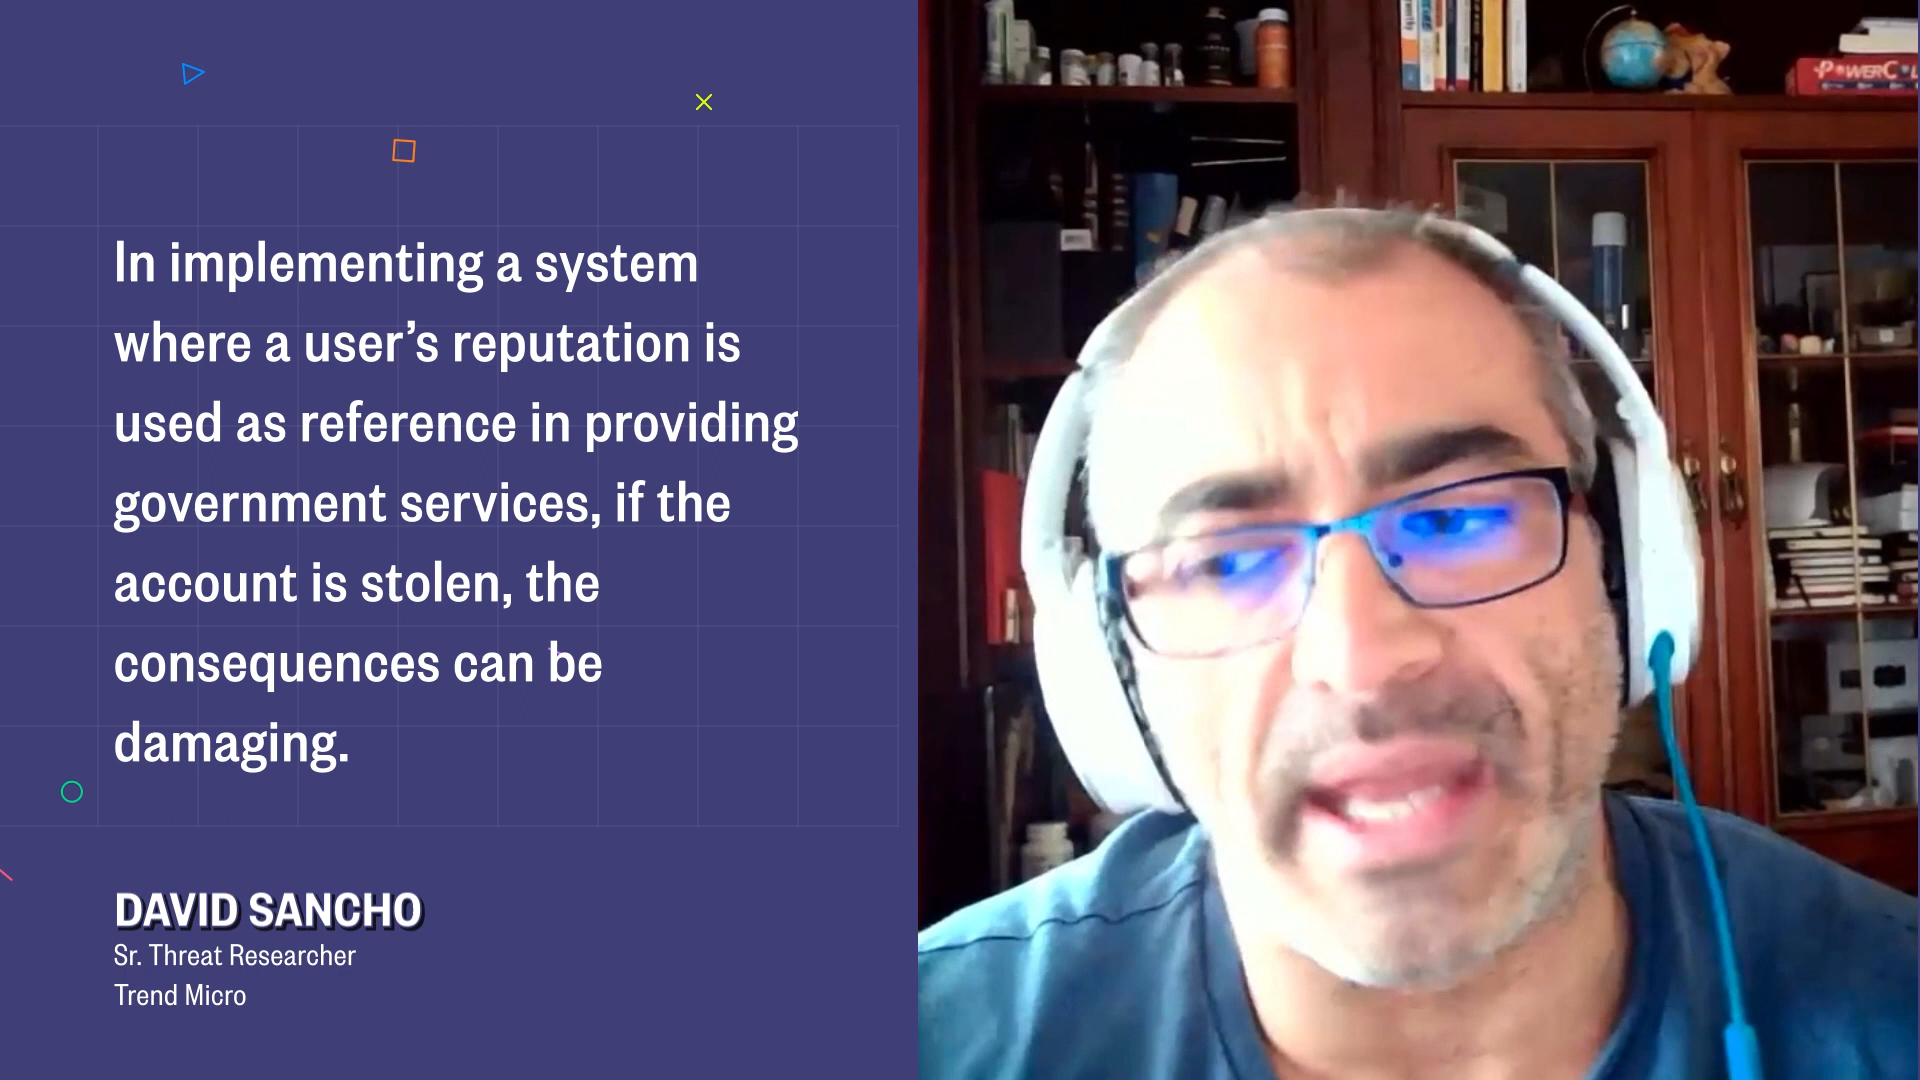 In implementing a system
where a user’s reputation is
used as reference in providing
government services, if the
account is stolen, the
consequences can be
damaging.
DAVID SANCHO
Sr. Threat Researcher
Trend Micro